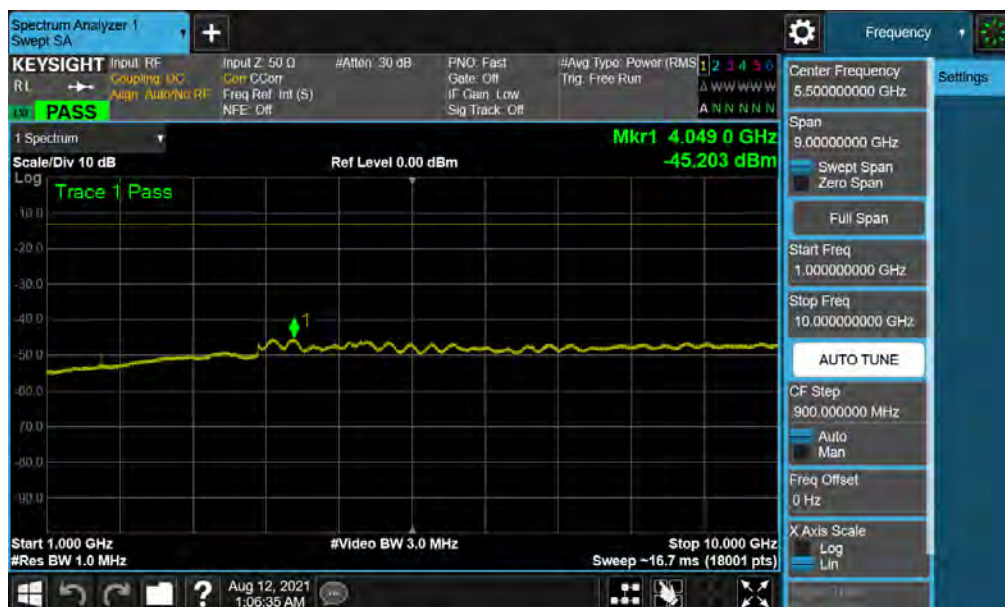 Spectrum Analyzer 1
Swept SA
+
Frequency
KEYSIGHT
RL
PASS
Input: RF
Coupling: DC
Align: Auto/No RF
Input Z: 50 Ω
Corr CCorr
Freq Ref: Int (S)
NFE: Off
#Atten: 30 dB
PNO: Fast
Gate: Off
IF Gain: Low
Sig Track: Off
#Avg Type: Power (RMS
Trig: Free Run
1 2 3 4 5 6
A W W W W W
A N N N N N
1 Spectrum
Mkr1 4.049 0 GHz
Scale/Div 10 dB
Ref Level 0.00 dBm
-45.203 dBm
Log
Trace 1 Pass
-10.0
-20.0
-30.0
-40.0
-50.0
-60.0
-70.0
-80.0
-90.0
1
Start 1.000 GHz
#Video BW 3.0 MHz
Stop 10.000 GHz
#Res BW 1.0 MHz
Sweep ~16.7 ms (18001 pts)
?
Aug 12, 2021
1:06:35 AM
Center Frequency
5.500000000 GHz
Settings
Span
9.00000000 GHz
Swept Span
Zero Span
Full Span
Start Freq
1.000000000 GHz
Stop Freq
10.000000000 GHz
AUTO TUNE
CF Step
900.000000 MHz
Auto
Man
Freq Offset
0 Hz
X Axis Scale
Log
Lin